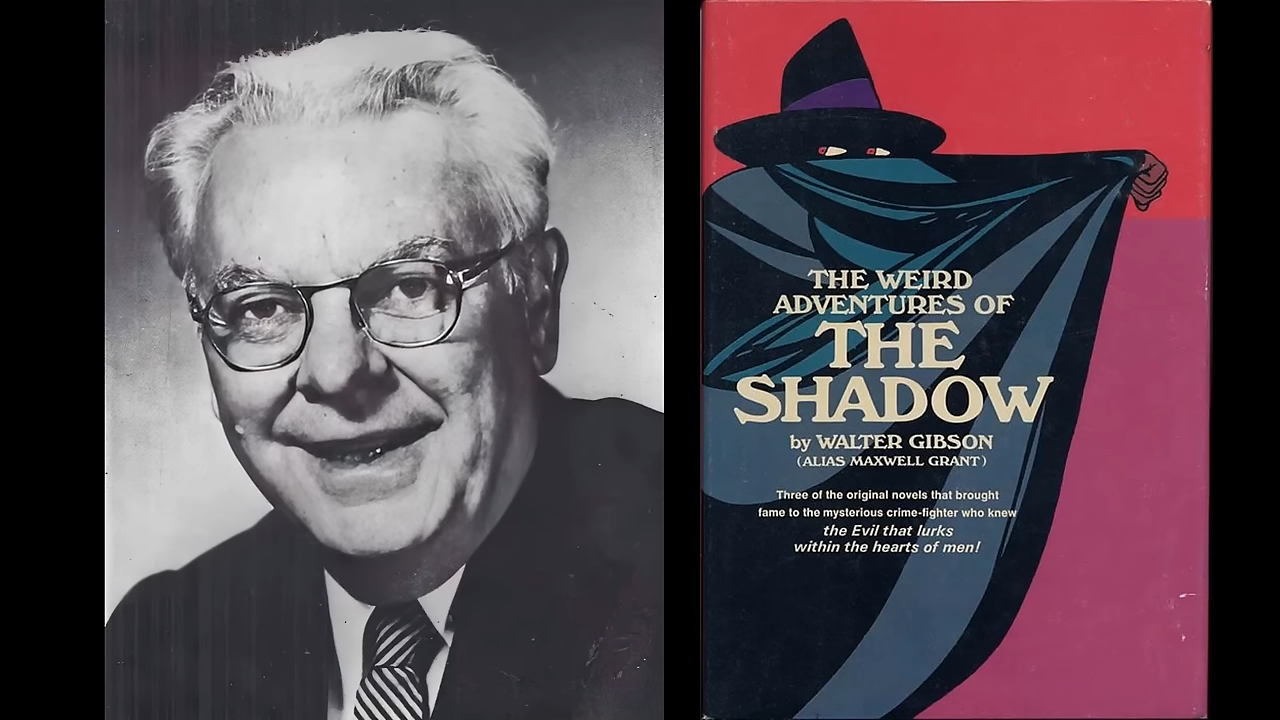 THE WEIRD
ADVENTURES OF
THE
SHADOW
by WALTER GIBSON
(ALIAS MAXWELL GRANT)
Three of the original novels that brought
fame to the mysterious crime-fighter who knew
the Evil that lurks
within the hearts of men!